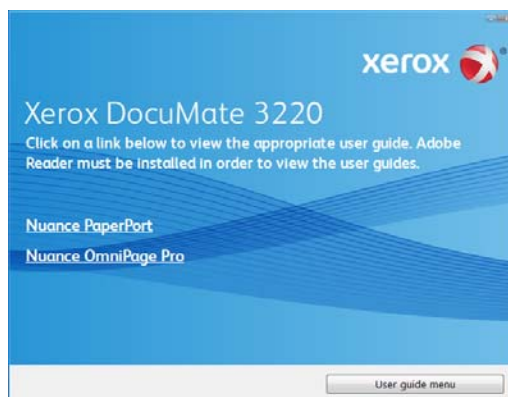 xerox
Xerox DocuMate 3220
Click on a link below to view the appropriate user guide. Adobe
Reader must be installed in order to view the user guides.
Nuance PaperPort
Nuance OmniPage Pro
User guide menu